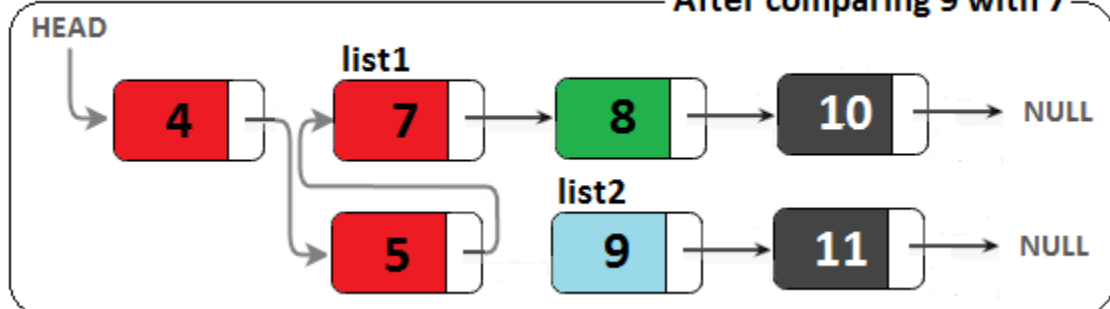 After comparing 9 with 7
HEAD
list1
4 7 8 10 NULL
list2
5 9 11 NULL